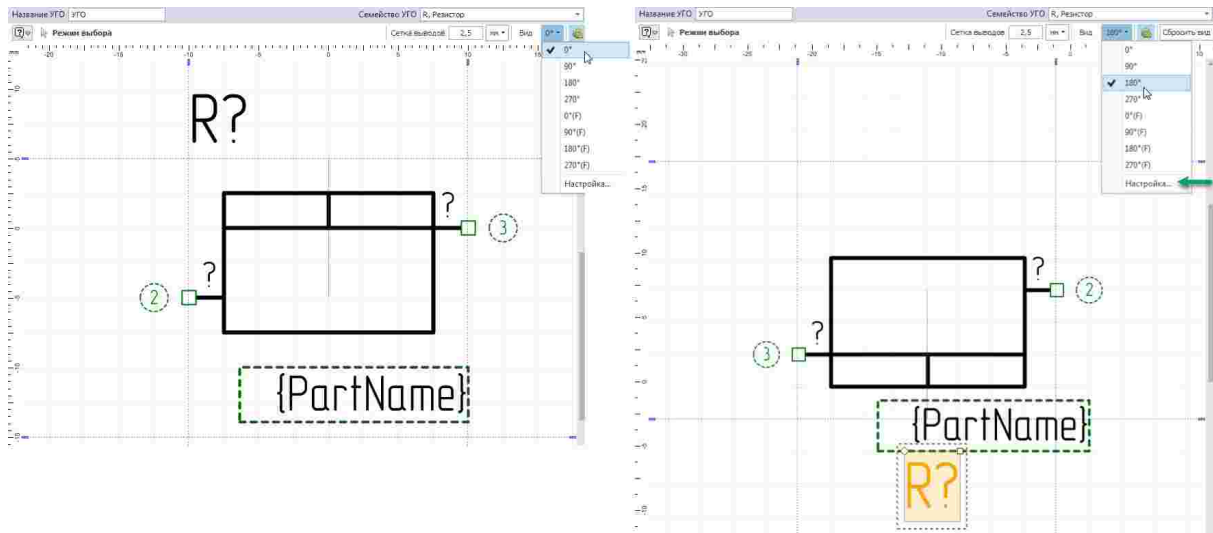 Название УГО УГО Семейство УГО R, Резистор
Режим выбора Сетка выводов 2,5 мм Вид 0°
0°
90°
180°
270°
0°(F)
90°(F)
180°(F)
270°(F)
Настройка...
R?
?
3
?
2
{PartName}
Название УГО УГО Семейство УГО R, Резистор
Режим выбора Сетка выводов 2,5 мм Вид 180° Сбросить вид
0°
90°
180°
270°
0°(F)
90°(F)
180°(F)
270°(F)
Настройка...
?
2
?
3
{PartName}
R?